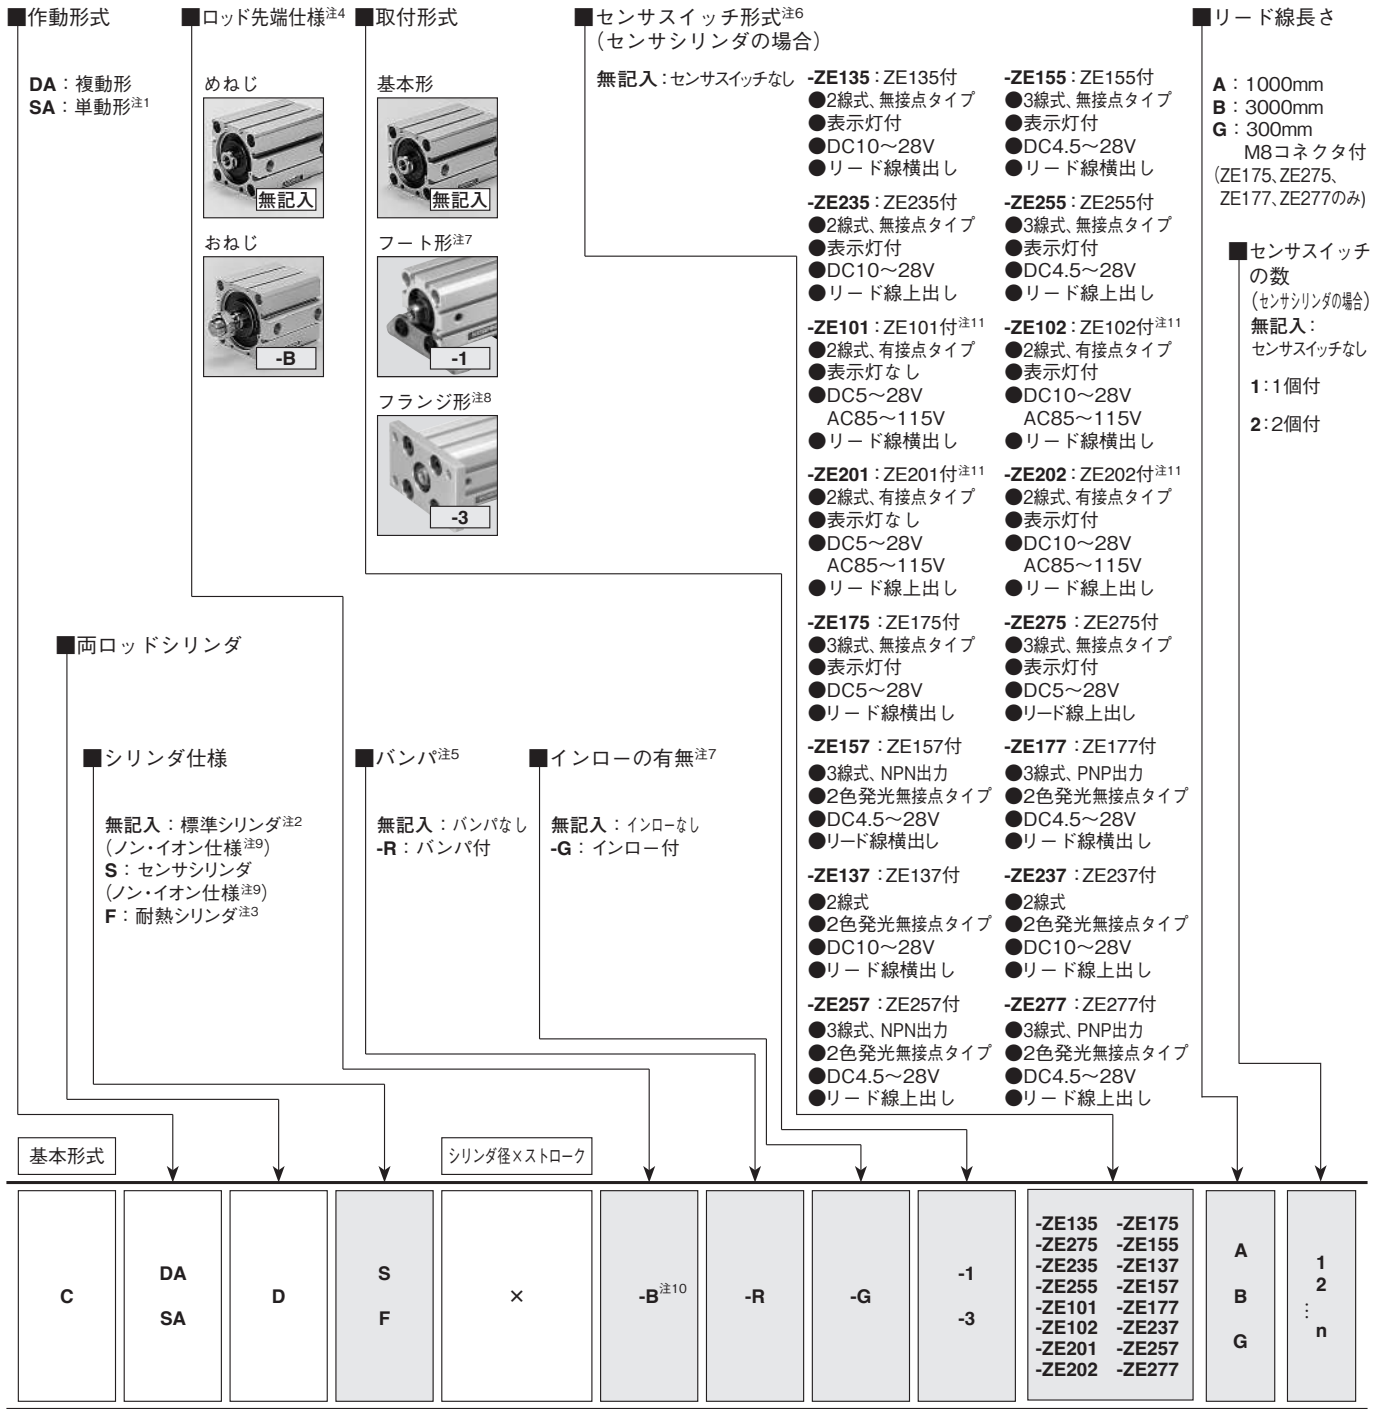 ■作動形式
DA：複動形
SA：単動形注1
■ロッド先端仕様注4
めねじ
無記入
おねじ
-B
■取付形式
基本形
無記入
フート形注7
-1
フランジ形注8
-3
■センサスイッチ形式注6
（センサシリンダの場合）
無記入：センサスイッチなし
-ZE135：ZE135付
●2線式、無接点タイプ
●表示灯付
●DC10～28V
●リード線横出し
-ZE155：ZE155付
●3線式、無接点タイプ
●表示灯付
●DC4.5～28V
●リード線横出し
-ZE235：ZE235付
●2線式、無接点タイプ
●表示灯付
●DC10～28V
●リード線上出し
-ZE255：ZE255付
●3線式、無接点タイプ
●表示灯付
●DC4.5～28V
●リード線上出し
-ZE101：ZE101付注11
●2線式、有接点タイプ
●表示灯なし
●DC5～28V
AC85～115V
●リード線横出し
-ZE102：ZE102付注11
●2線式、有接点タイプ
●表示灯付
●DC10～28V
AC85～115V
●リード線横出し
-ZE201：ZE201付注11
●2線式、有接点タイプ
●表示灯なし
●DC5～28V
AC85～115V
●リード線上出し
-ZE202：ZE202付注11
●2線式、有接点タイプ
●表示灯付
●DC10～28V
AC85～115V
●リード線上出し
-ZE175：ZE175付
●3線式、無接点タイプ
●表示灯付
●DC5～28V
●リード線横出し
-ZE275：ZE275付
●3線式、無接点タイプ
●表示灯付
●DC5～28V
●リード線上出し
-ZE157：ZE157付
●3線式、NPN出力
●2色発光無接点タイプ
●DC4.5～28V
●リード線横出し
-ZE177：ZE177付
●3線式、PNP出力
●2色発光無接点タイプ
●DC4.5～28V
●リード線横出し
-ZE137：ZE137付
●2線式
●2色発光無接点タイプ
●DC10～28V
●リード線横出し
-ZE237：ZE237付
●2線式
●2色発光無接点タイプ
●DC10～28V
●リード線上出し
-ZE257：ZE257付
●3線式、NPN出力
●2色発光無接点タイプ
●DC4.5～28V
●リード線上出し
-ZE277：ZE277付
●3線式、PNP出力
●2色発光無接点タイプ
●DC4.5～28V
●リード線上出し
■リード線長さ
A：1000mm
B：3000mm
G：300mm
M8コネクタ付
(ZE175、ZE275、
ZE177、ZE277のみ)
■センサスイッチ
の数
（センサシリンダの場合）
無記入：
センサスイッチなし
1：1個付
2：2個付
■両ロッドシリンダ
■シリンダ仕様
無記入：標準シリンダ注2
（ノン・イオン仕様注9）
S：センサシリンダ
（ノン・イオン仕様注9）
F：耐熱シリンダ注3
■バンパ注5
無記入：バンパなし
-R：バンパ付
■インローの有無注7
無記入：インローなし
-G：インロー付
基本形式
シリンダ径×ストローク
C
DA
SA
D
S
F
×
-B注10
-R
-G
-1
-3
-ZE135 -ZE175
-ZE275 -ZE155
-ZE235 -ZE137
-ZE255 -ZE157
-ZE101 -ZE177
-ZE102 -ZE237
-ZE201 -ZE257
-ZE202 -ZE277
A
B
G
1
2
…
n